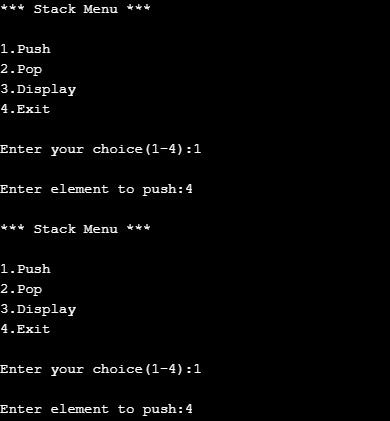 *** Stack Menu ***
1.Push
2.Pop
3.Display
4.Exit
Enter your choice(1-4):1
Enter element to push:4
*** Stack Menu ***
1.Push
2.Pop
3.Display
4.Exit
Enter your choice(1-4):1
Enter element to push:4